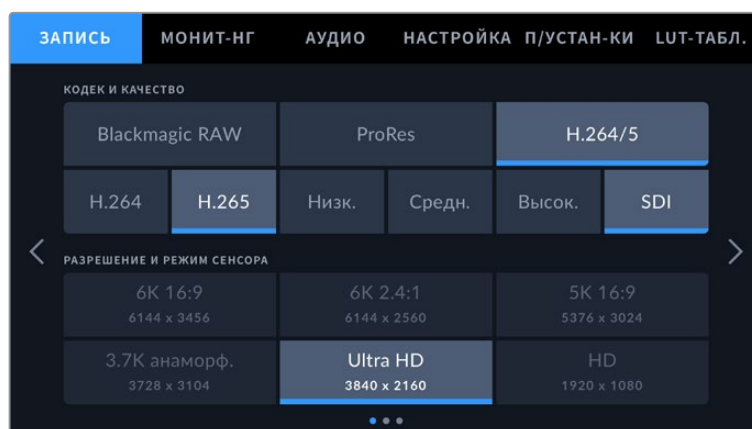 ЗАПИСЬ МОНИТ-НГ АУДИО НАСТРОЙКА П/УСТАН-КИ LUT-ТАБЛ.
КОДЕК И КАЧЕСТВО
Blackmagic RAW ProRes H.264/5
H.264 H.265 Низк. Средн. Высок. SDI
РАЗРЕШЕНИЕ И РЕЖИМ СЕНСОРА
6K 16:9 6K 2.4:1 5K 16:9
6144 x 3456 6144 x 2560 5376 x 3024
3.7K анаморф. Ultra HD HD
3728 x 3104 3840 x 2160 1920 x 1080